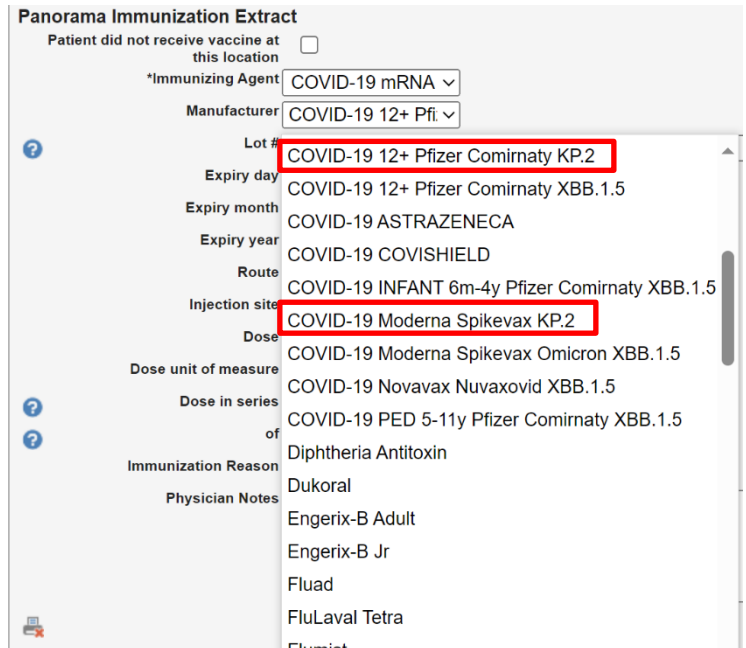 Panorama Immunization Extract
Patient did not receive vaccine at
this location
*Immunizing Agent COVID-19 mRNA
Manufacturer COVID-19 12+ Pfi
Lot #
COVID-19 12+ Pfizer Comirnaty KP.2
Expiry day
COVID-19 12+ Pfizer Comirnaty XBB.1.5
Expiry month
COVID-19 ASTRAZENECA
Expiry year
COVID-19 COVISHIELD
Route
COVID-19 INFANT 6m-4y Pfizer Comirnaty XBB.1.5
Injection site
COVID-19 Moderna Spikevax KP.2
Dose
COVID-19 Moderna Spikevax Omicron XBB.1.5
Dose unit of measure
COVID-19 Novavax Nuvaxovid XBB.1.5
Dose in series
COVID-19 PED 5-11y Pfizer Comirnaty XBB.1.5
of
Diphtheria Antitoxin
Immunization Reason
Dukoral
Physician Notes
Engerix-B Adult
Engerix-B Jr
Fluad
FluLaval Tetra